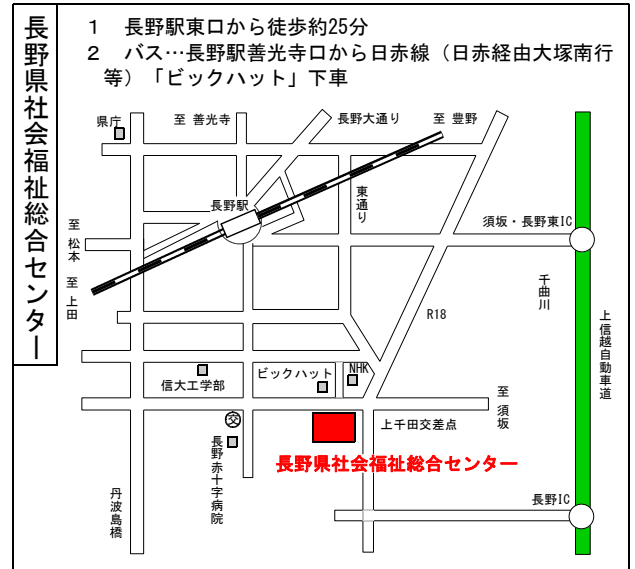 長野県社会福祉総合センター
1　長野駅東口から徒歩約25分
2　バス…長野駅善光寺口から日赤線（日赤経由大塚南行
等）「ビックハット」下車
県庁
至 善光寺
長野大通り
至 豊野
長野駅
東通り
至 松本
須坂・長野東IC
至 上田
千曲川
R18
上信越自動車道
信大工学部
ビックハット
NHK
至 須坂
交
上千田交差点
長野赤十字病院
長野県社会福祉総合センター
丹波島橋
長野IC